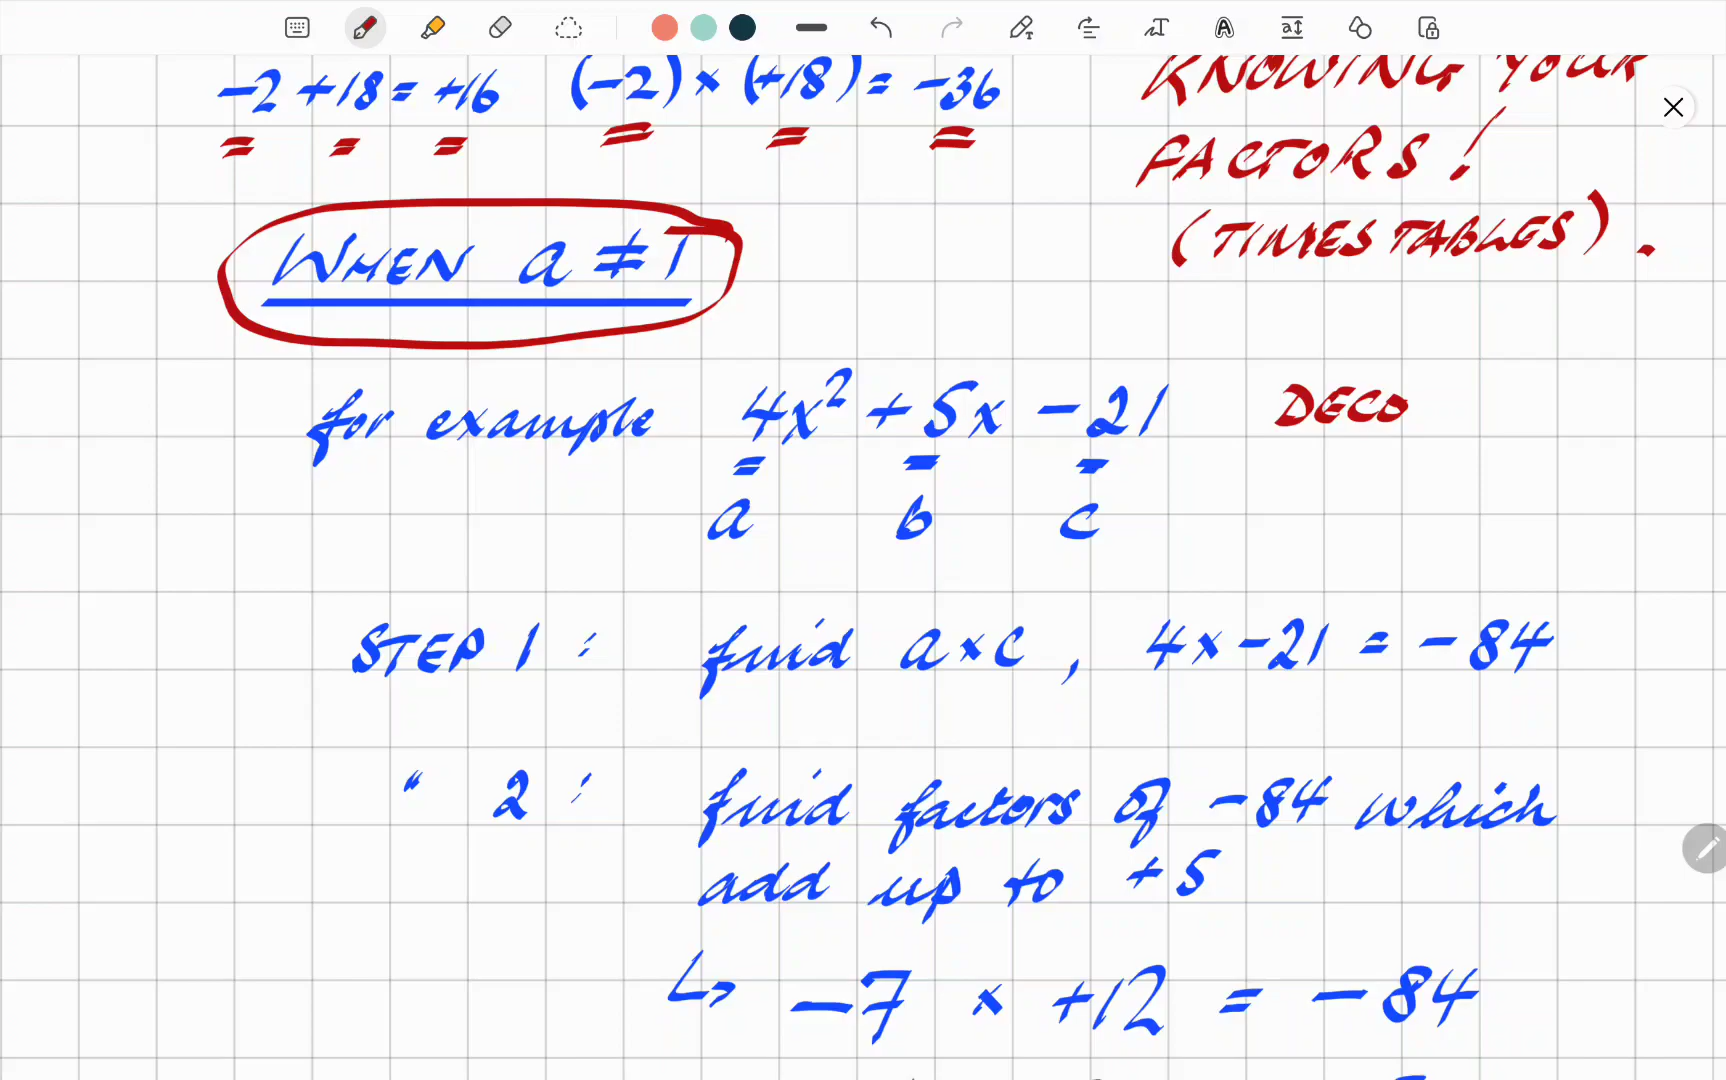 -2 + 18 = +16 (-2) × (+18) = -36
KNOWING YOUR
FACTORS!
(TIMES TABLES).
WHEN a ≠ 1
for example 4x² + 5x - 21 DECO
a b c
STEP 1: find a×c, 4x-21 = -84
" 2: find factors of -84 which
add up to +5
↳ -7 × +12 = -84